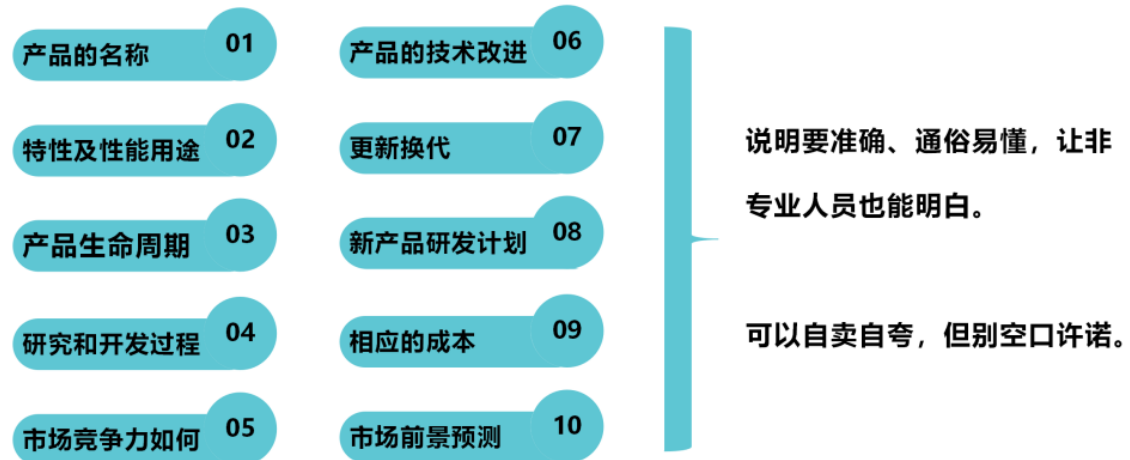 产品的名称 01
特性及性能用途 02
产品生命周期 03
研究和开发过程 04
市场竞争力如何 05
产品的技术改进 06
更新换代 07
新产品研发计划 08
相应的成本 09
市场前景预测 10
说明要准确、通俗易懂，让非
专业人员也能明白。
可以自卖自夸，但别空口许诺。